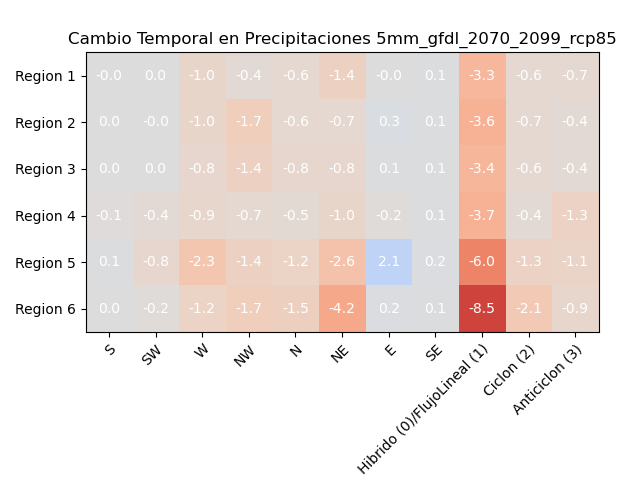 Cambio Temporal en Precipitaciones 5mm_gfdl_2070_2099_rcp85
Region 1 -0.0 0.0 -1.0 -0.4 -0.6 -1.4 -0.0 0.1 -3.3 -0.6 -0.7
Region 2 0.0 -0.0 -1.0 -1.7 -0.6 -0.7 0.3 0.1 -3.6 -0.7 -0.4
Region 3 0.0 0.0 -0.8 -1.4 -0.8 -0.8 0.1 0.1 -3.4 -0.6 -0.4
Region 4 -0.1 -0.4 -0.9 -0.7 -0.5 -1.0 -0.2 0.1 -3.7 -0.4 -1.3
Region 5 0.1 -0.8 -2.3 -1.4 -1.2 -2.6 2.1 0.2 -6.0 -1.3 -1.1
Region 6 0.0 -0.2 -1.2 -1.7 -1.5 -4.2 0.2 0.1 -8.5 -2.1 -0.9
S SW W NW N NE E SE Hibrido (0)/FlujoLineal (1) Ciclon (2) Anticiclon (3)